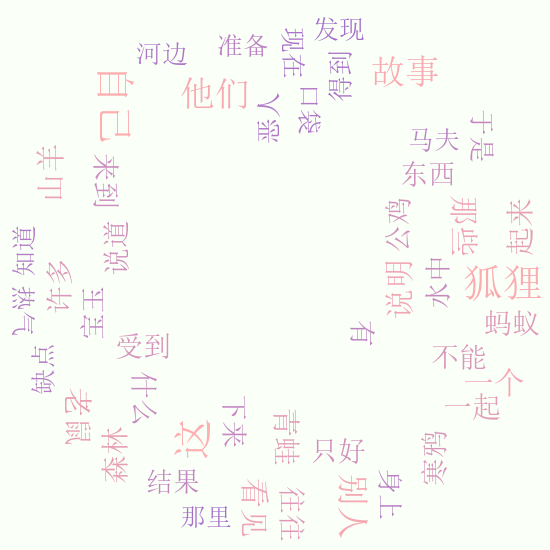 发现
河边
准备
现在
得到
故事
自己
他们
恶人
口袋
于是
马夫
山羊
来到
东西
公鸡
那些
起来
知道
说道
许多
说明
水中
狐狸
力气
宝玉
蚂蚁
有
缺点
受到
不能
什么
一个
老鼠
一起
下来
这
青蛙
森林
只好
寒鸦
结果
看见
往往
别人
身上
那里